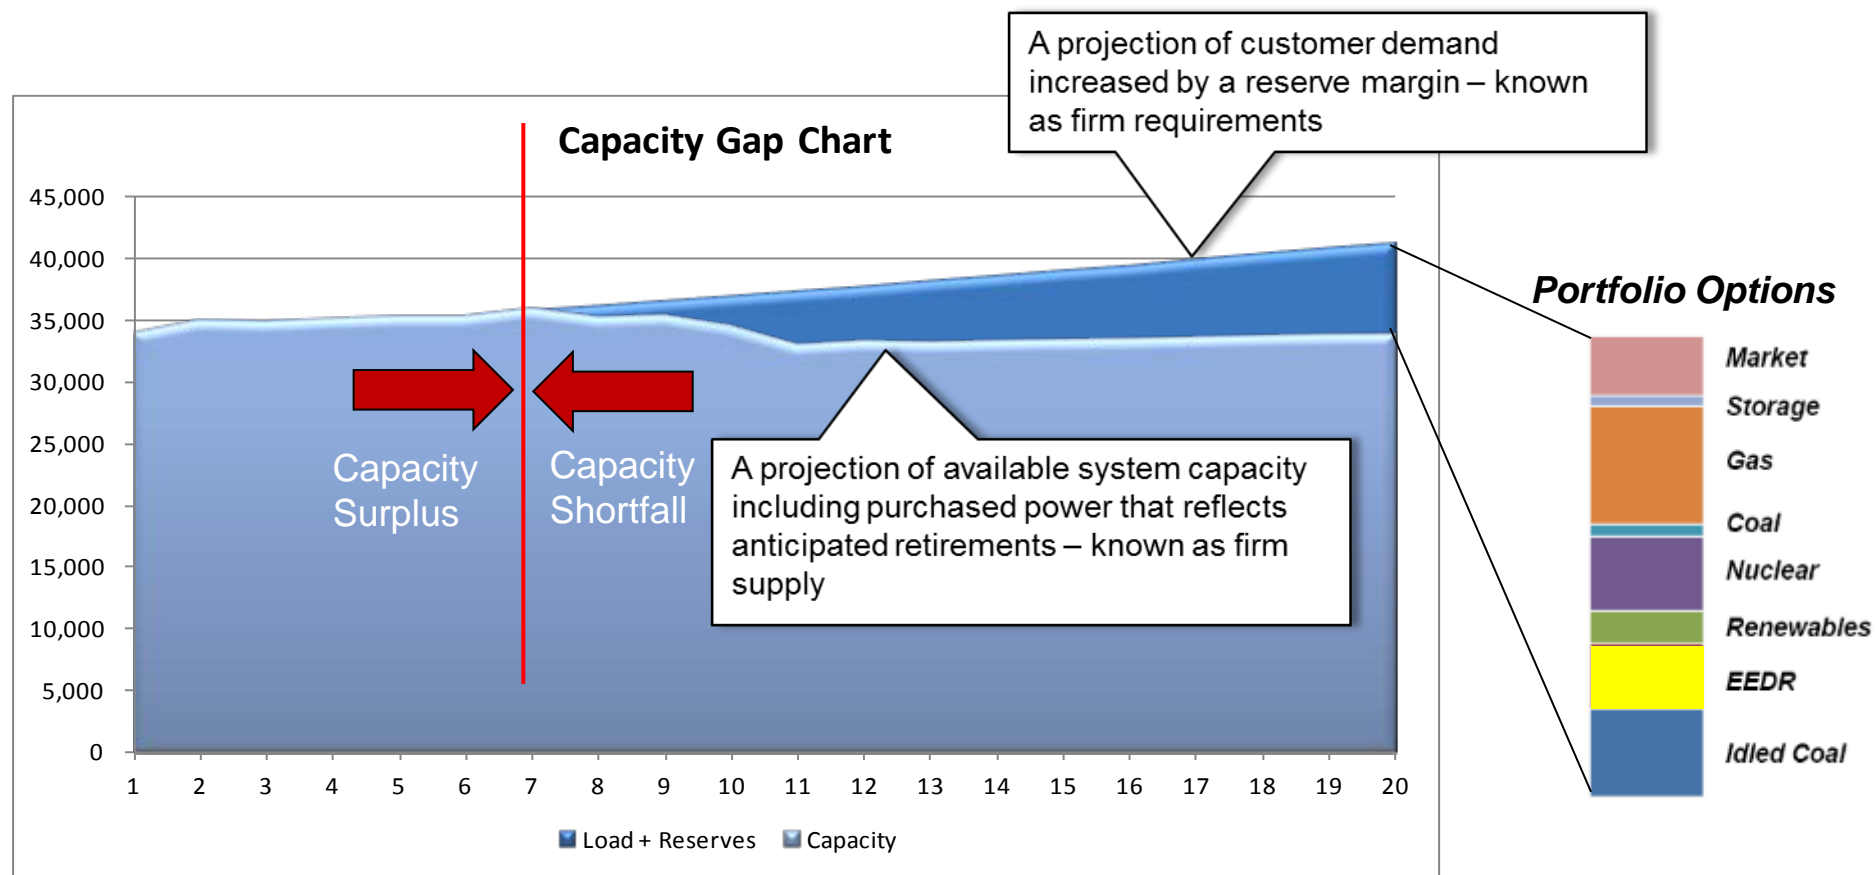 A projection of customer demand
increased by a reserve margin – known
as firm requirements
Capacity Gap Chart
45,000
40,000
35,000
30,000
25,000
20,000
15,000
10,000
5,000
0
Capacity
Surplus
Capacity
Shortfall
A projection of available system capacity
including purchased power that reflects
anticipated retirements – known as firm
supply
1 2 3 4 5 6 7 8 9 10 11 12 13 14 15 16 17 18 19 20
Load + Reserves Capacity
Portfolio Options
Market
Storage
Gas
Coal
Nuclear
Renewables
EEDR
Idled Coal